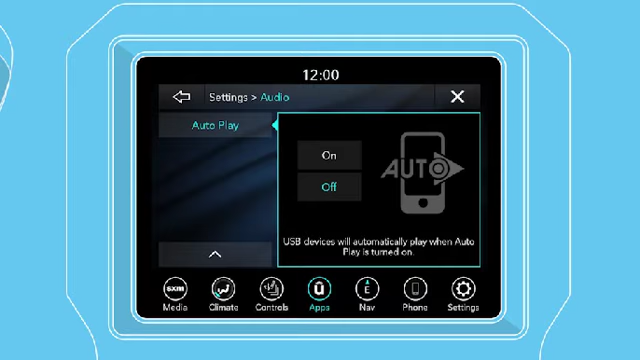 12:00
Settings > Audio
Auto Play
On
Off
AUTO
USB devices will automatically play when Auto
Play is turned on.
sxm
E
Media
Climate
Controls
Apps
Nav
Phone
Settings